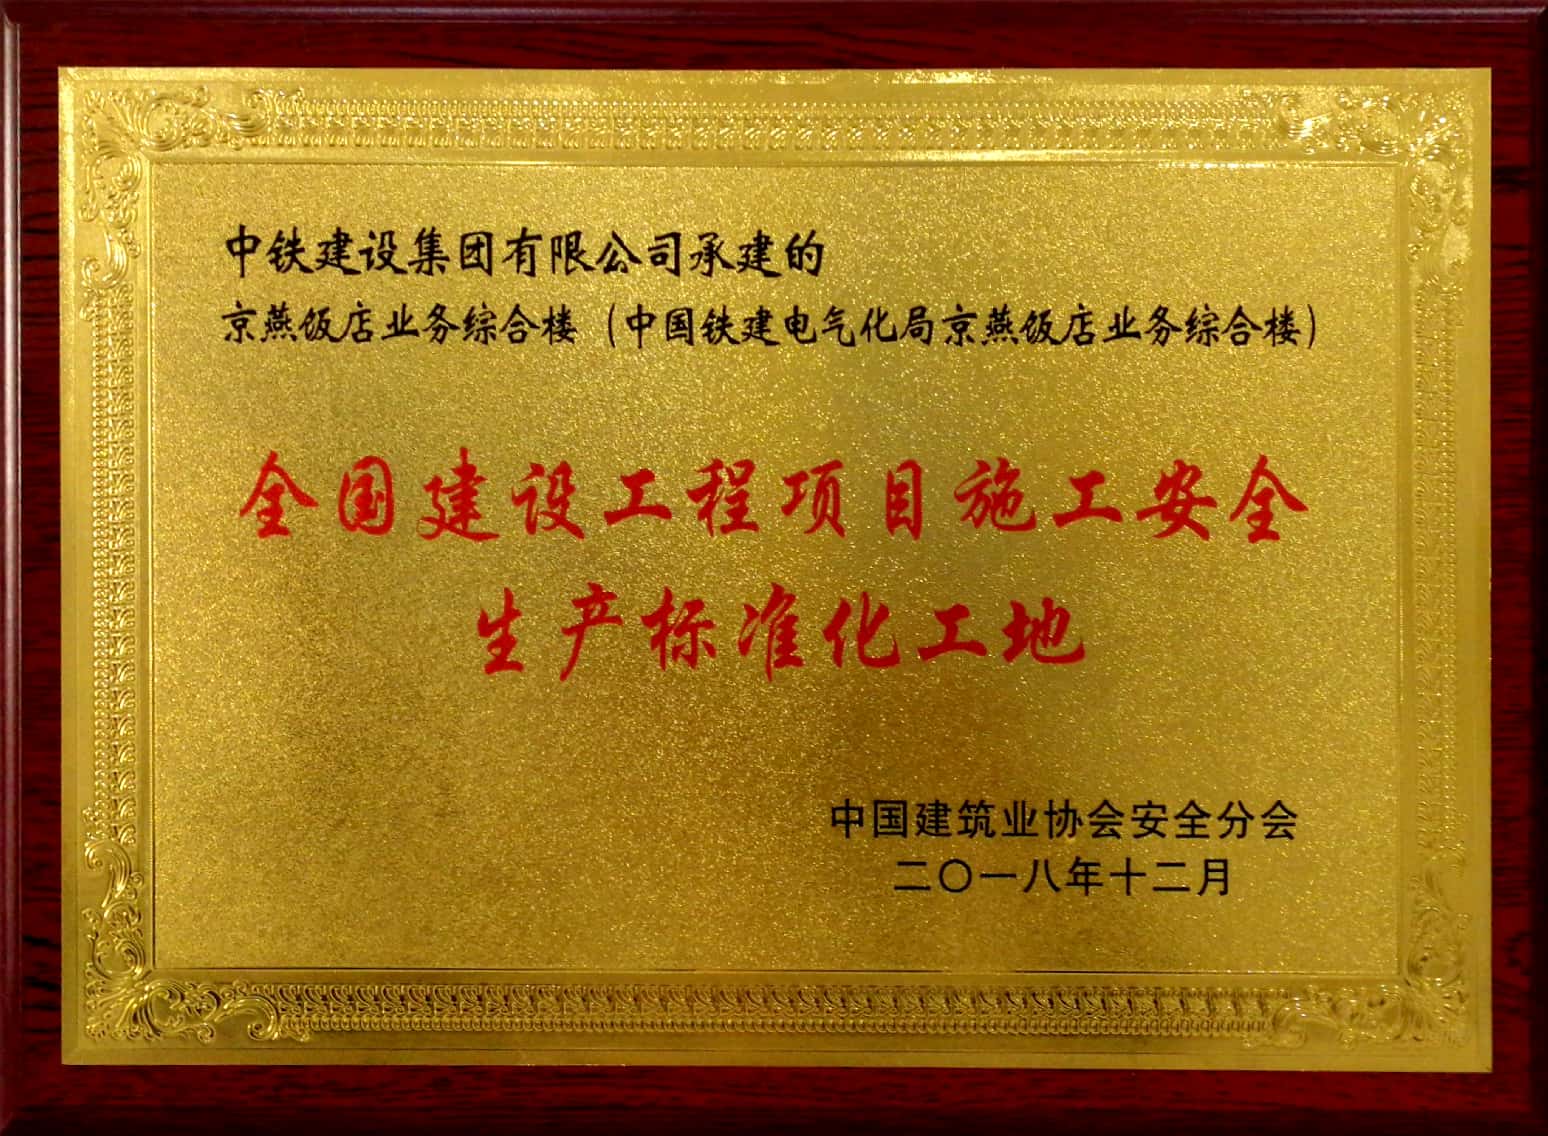 中铁建设集团有限公司承建的
京燕饭店业务综合楼（中国铁建电气化局京燕饭店业务综合楼）
全国建设工程项目施工安全
生产标准化工地
中国建筑业协会安全分会
二〇一八年十二月